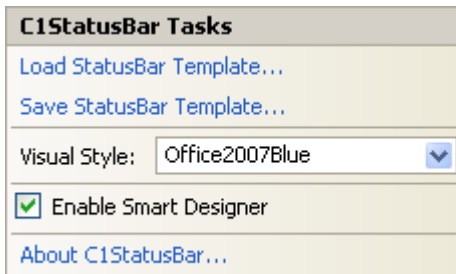 C1StatusBar Tasks
Load StatusBar Template...
Save StatusBar Template...
Visual Style: Office2007Blue
Enable Smart Designer
About C1StatusBar...